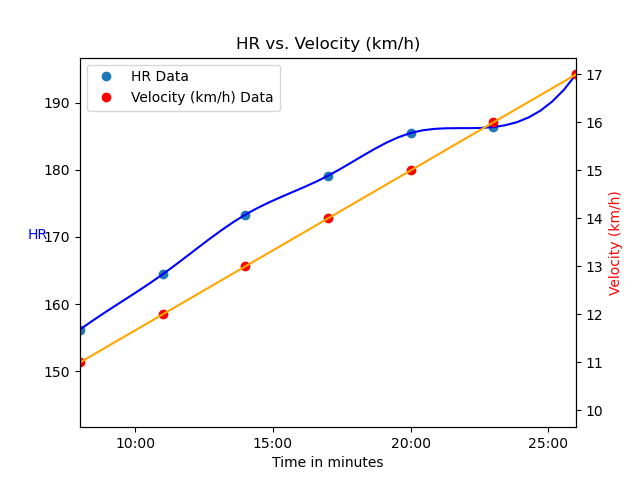 HR vs. Velocity (km/h)
HR Data
Velocity (km/h) Data
190
180
170
160
150
HR
17
16
15
14
13
12
11
10
Velocity (km/h)
10:00
15:00
20:00
25:00
Time in minutes